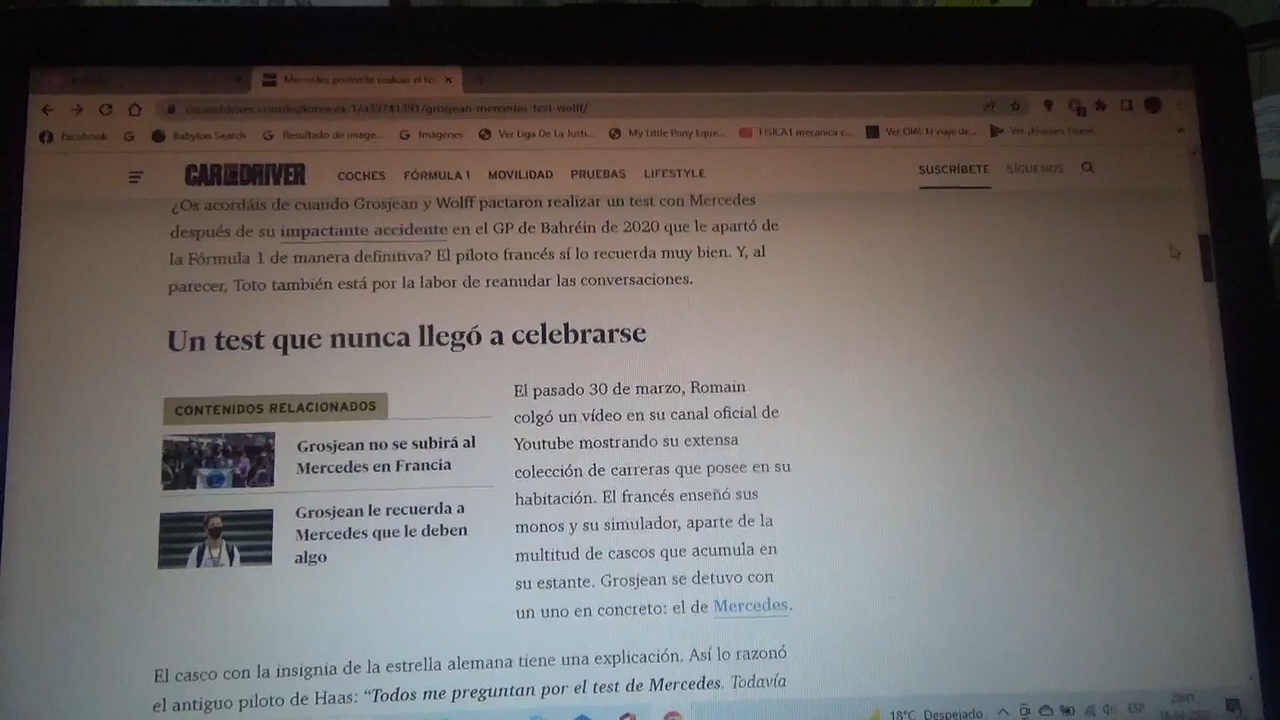 Mercedes pretende realizar el te
/grosjean-mercedes-test-wolff/
Facebook
Babylon Search
Resultado de image...
Imágenes
Ver Liga De La Justi...
My Little Pony Eque...
FISICA1 mecanica c...
CAR DRIVER
COCHES FÓRMULA 1 MOVILIDAD PRUEBAS LIFESTYLE
SUSCRÍBETE SÍGUENOS
¿Os acordáis de cuando Grosjean y Wolff pactaron realizar un test con Mercedes
después de su impactante accidente en el GP de Bahréin de 2020 que le apartó de
la Fórmula 1 de manera definitiva? El piloto francés sí lo recuerda muy bien. Y, al
parecer, Toto también está por la labor de reanudar las conversaciones.
Un test que nunca llegó a celebrarse
CONTENIDOS RELACIONADOS
Grosjean no se subirá al
Mercedes en Francia
Grosjean le recuerda a
Mercedes que le deben
algo
El pasado 30 de marzo, Romain
colgó un vídeo en su canal oficial de
Youtube mostrando su extensa
colección de carreras que posee en su
habitación. El francés enseñó sus
monos y su simulador, aparte de la
multitud de cascos que acumula en
su estante. Grosjean se detuvo con
un uno en concreto: el de Mercedes.
El casco con la insignia de la estrella alemana tiene una explicación. Así lo razonó
el antiguo piloto de Haas: “Todos me preguntan por el test de Mercedes. Todavía
18°C Despejado
ESP